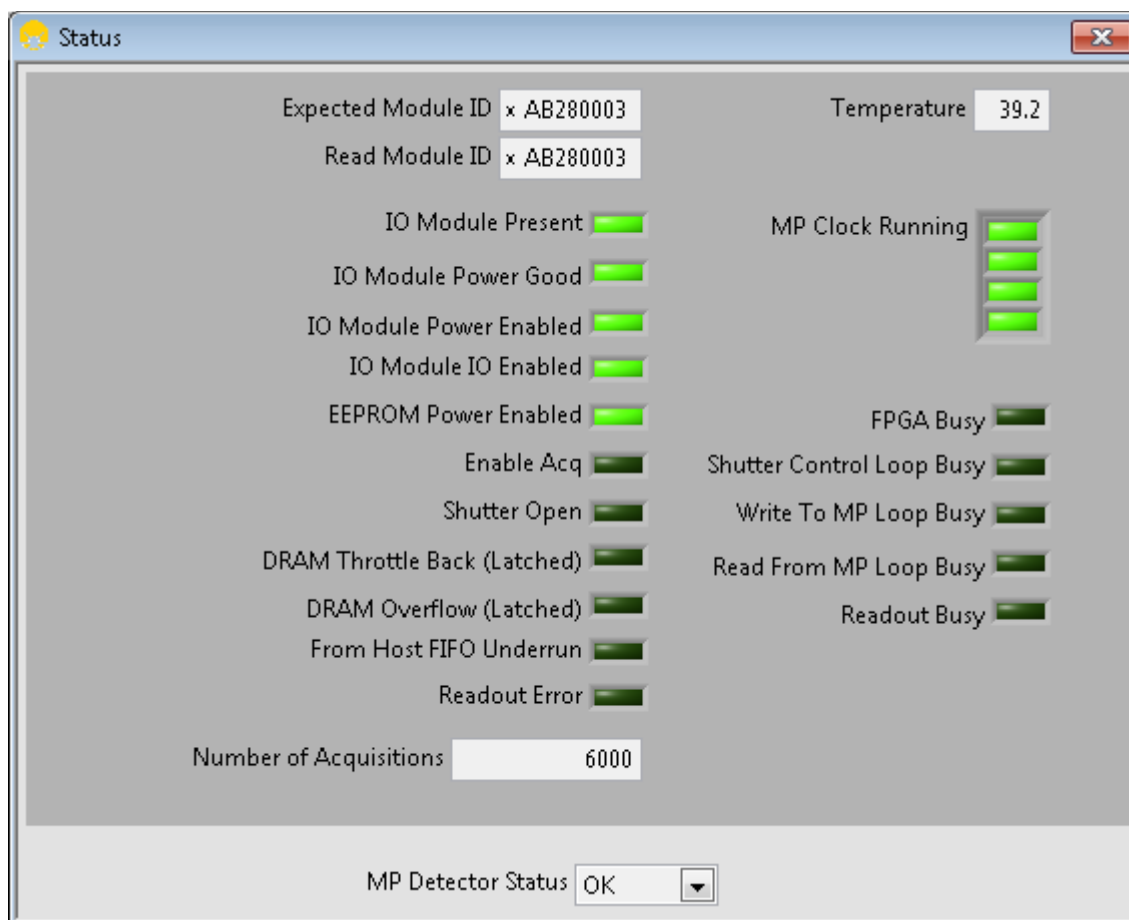 Status
Expected Module ID x AB280003
Temperature 39.2
Read Module ID x AB280003
IO Module Present
MP Clock Running
IO Module Power Good
IO Module Power Enabled
IO Module IO Enabled
EEPROM Power Enabled
FPGA Busy
Enable Acq
Shutter Control Loop Busy
Shutter Open
Write To MP Loop Busy
DRAM Throttle Back (Latched)
Read From MP Loop Busy
DRAM Overflow (Latched)
Readout Busy
From Host FIFO Underrun
Readout Error
Number of Acquisitions 6000
MP Detector Status OK